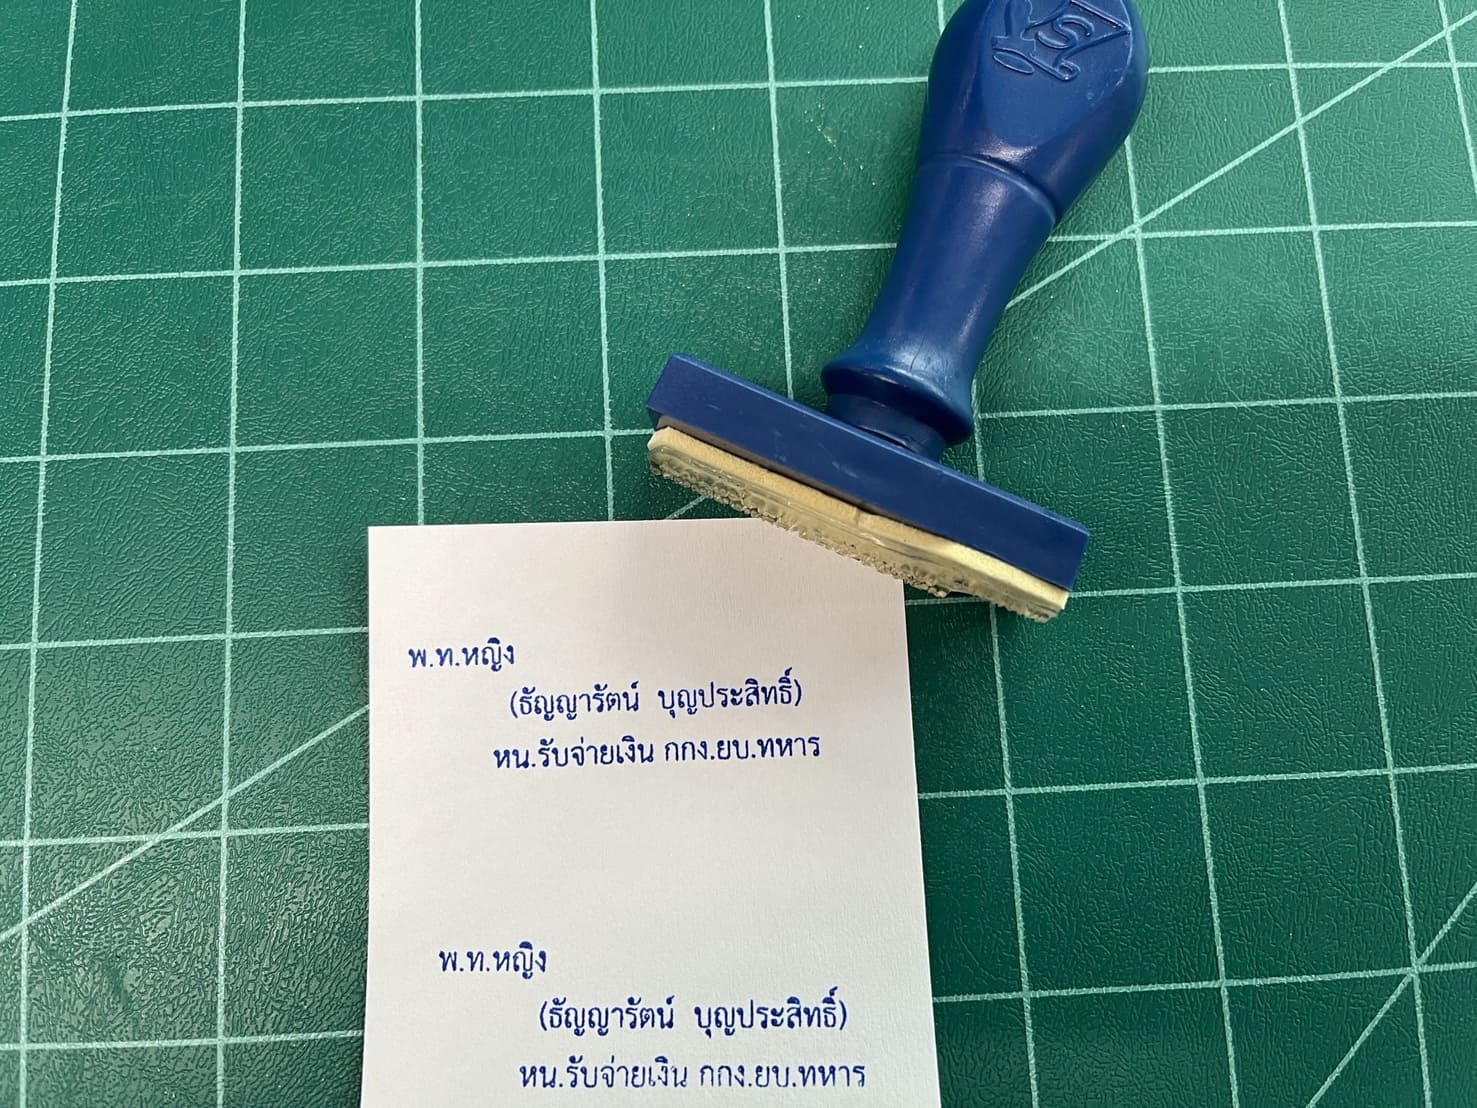 พ.ท.หญิง
(ธัญญารัตน์ บุญประสิทธิ์)
หน.รับจ่ายเงิน กกง.ยบ.ทหาร
พ.ท.หญิง
(ธัญญารัตน์ บุญประสิทธิ์)
หน.รับจ่ายเงิน กกง.ยบ.ทหาร